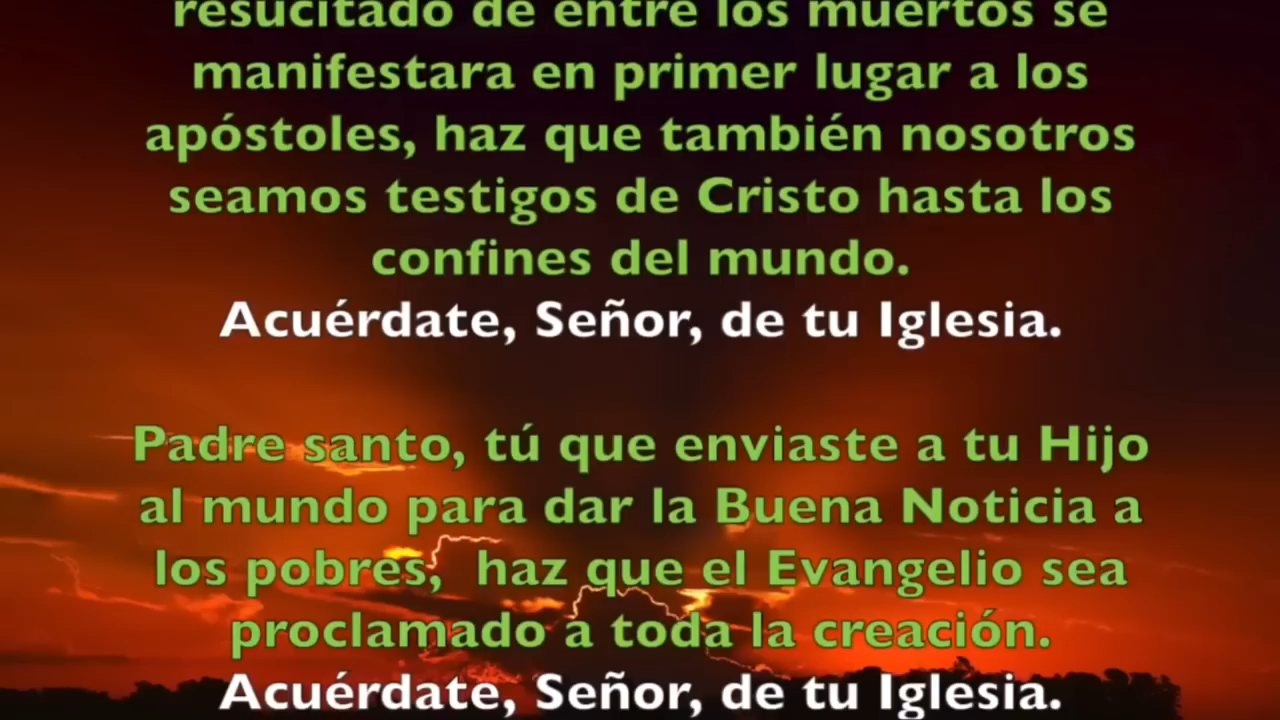 resucitado de entre los muertos se
manifestara en primer lugar a los
apóstoles, haz que también nosotros
seamos testigos de Cristo hasta los
confines del mundo.
Acuérdate, Señor, de tu Iglesia.
Padre santo, tú que enviaste a tu Hijo
al mundo para dar la Buena Noticia a
los pobres,  haz que el Evangelio sea
proclamado a toda la creación.
Acuérdate, Señor, de tu Iglesia.